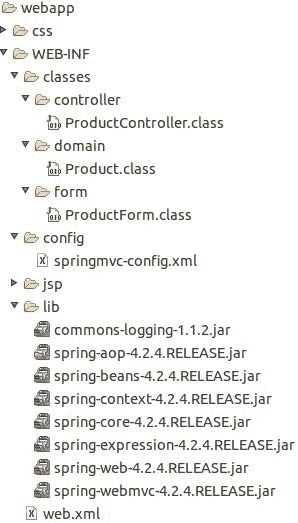 webapp
css
WEB-INF
classes
controller
ProductController.class
domain
Product.class
form
ProductForm.class
config
springmvc-config.xml
jsp
lib
commons-logging-1.1.2.jar
spring-aop-4.2.4.RELEASE.jar
spring-beans-4.2.4.RELEASE.jar
spring-context-4.2.4.RELEASE.jar
spring-core-4.2.4.RELEASE.jar
spring-expression-4.2.4.RELEASE.jar
spring-web-4.2.4.RELEASE.jar
spring-webmvc-4.2.4.RELEASE.jar
web.xml